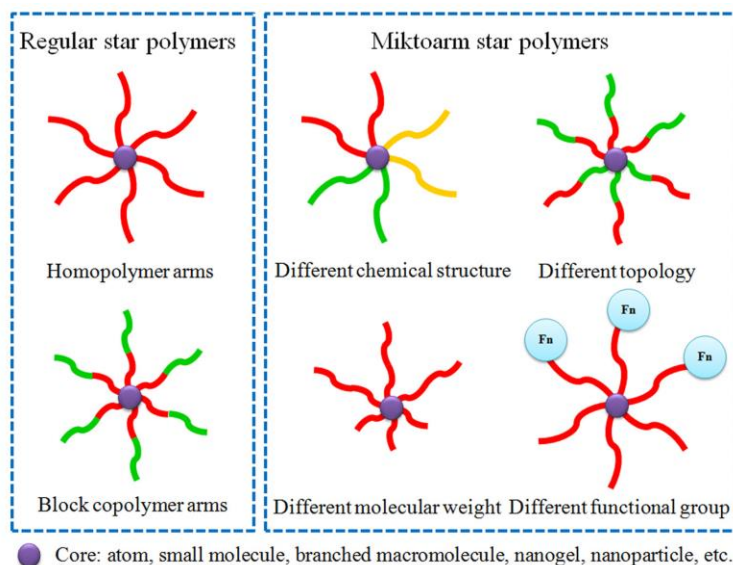 Regular star polymers
Miktoarm star polymers
Homopolymer arms
Different chemical structure
Different topology
Fn
Fn
Fn
Block copolymer arms
Different molecular weight
Different functional group
Core: atom, small molecule, branched macromolecule, nanogel, nanoparticle, etc.